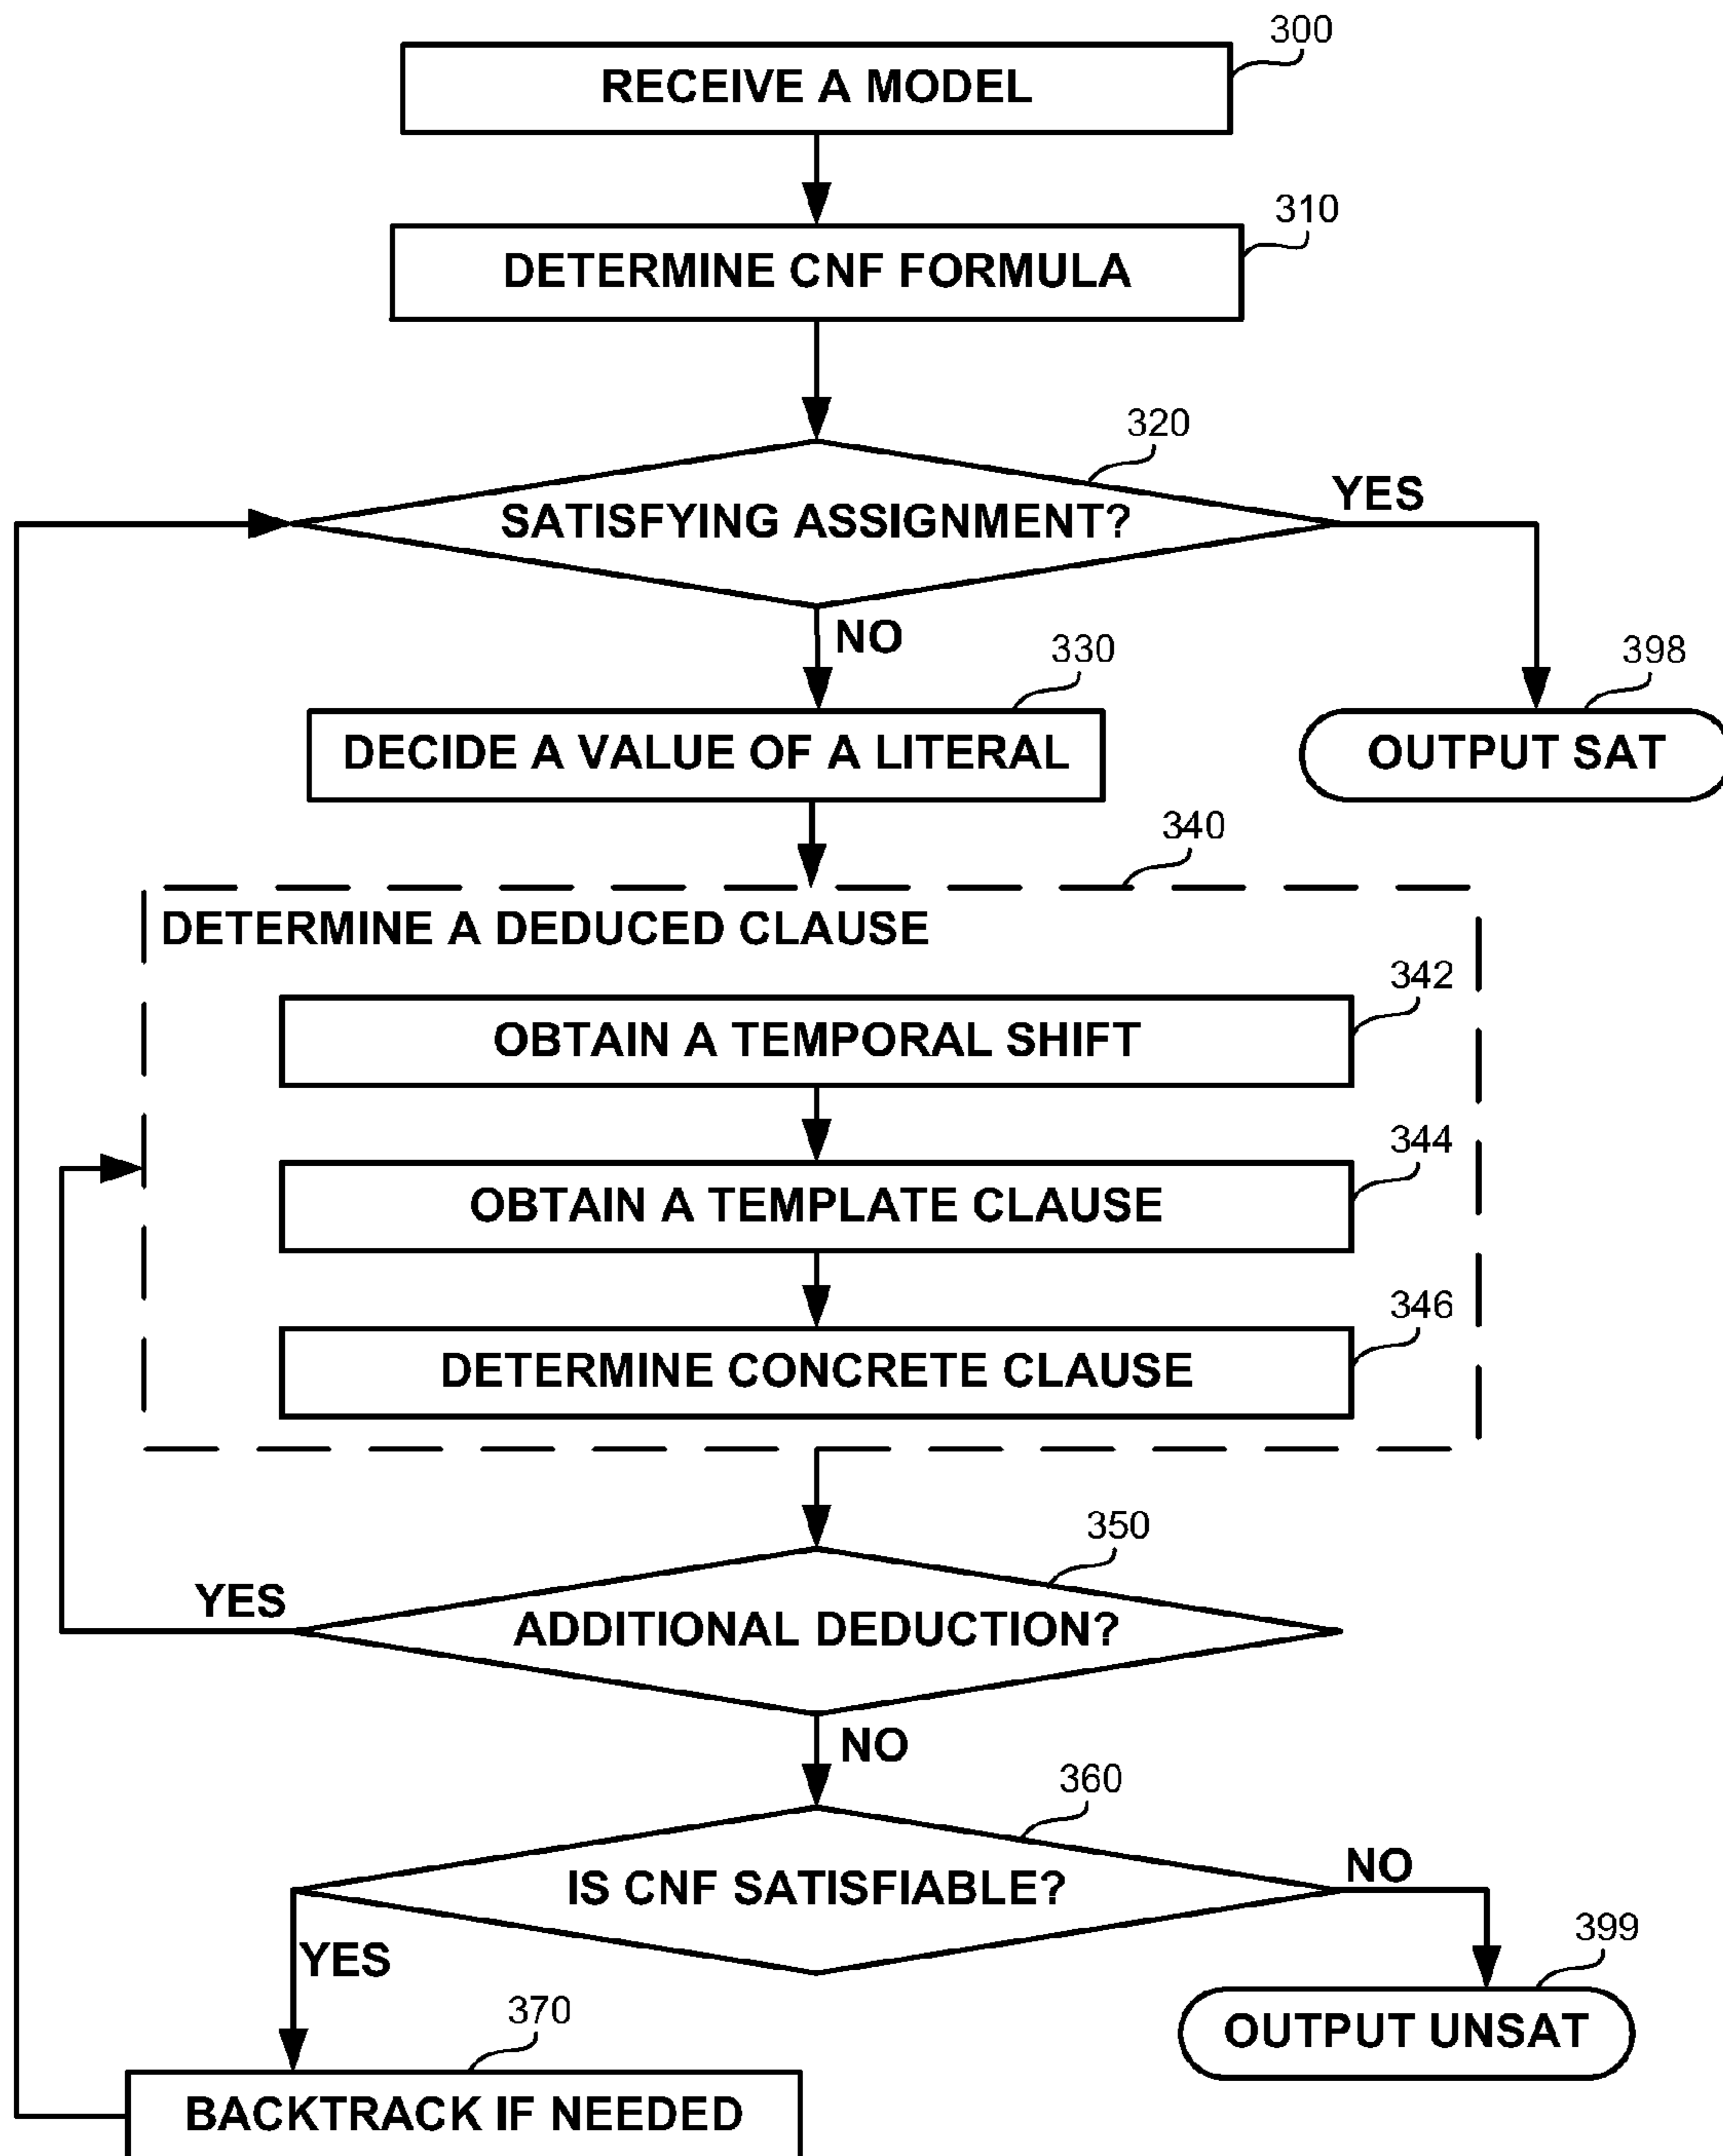 300
RECEIVE A MODEL
310
DETERMINE CNF FORMULA
320
SATISFYING ASSIGNMENT?
YES
NO
330
398
DECIDE A VALUE OF A LITERAL
OUTPUT SAT
340
DETERMINE A DEDUCED CLAUSE
342
OBTAIN A TEMPORAL SHIFT
344
OBTAIN A TEMPLATE CLAUSE
346
DETERMINE CONCRETE CLAUSE
350
YES
ADDITIONAL DEDUCTION?
NO
360
IS CNF SATISFIABLE?
NO
YES
399
OUTPUT UNSAT
370
BACKTRACK IF NEEDED